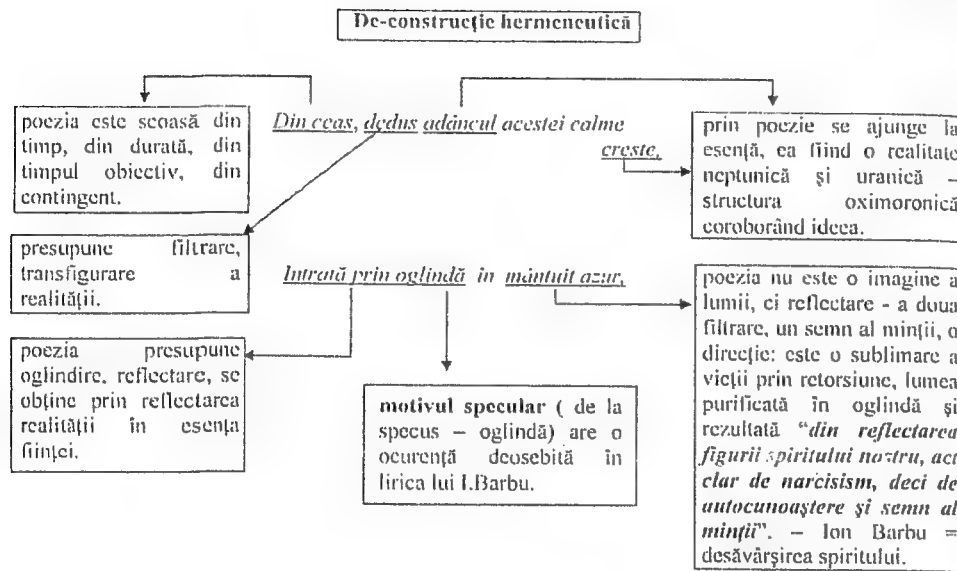 De-construcție hermeneutică
poezia este scoasă din
timp, din durată, din
timpul obiectiv, din
contingent.
Din ceas, dedus adâncul acestei calme
creste,
prin poezie se ajunge la
esență, ea fiind o realitate
neptunică și uranică –
structura oximoronică
coroborând ideea.
presupune filtrare,
transfigurare a
realității.
Intrată prin oglindă în mântuit azur,
poezia nu este o imagine a
lumii, ci reflectare - a doua
filtrare, un semn al minții, o
direcție: este o sublimare a
vieții prin retorsiune, lumea
purificată în oglindă și
rezultată “din reflectarea
figurii spiritului nostru, act
clar de narcisism, deci de
autocunoaștere și semn al
minții”. – Ion Barbu =
desăvârșirea spiritului.
poezia presupune
oglindire, reflectare, se
obține prin reflectarea
realității în esența
ființei.
motivul specular ( de la
specus – oglindă) are o
ocurență deosebită în
lirica lui I.Barbu.